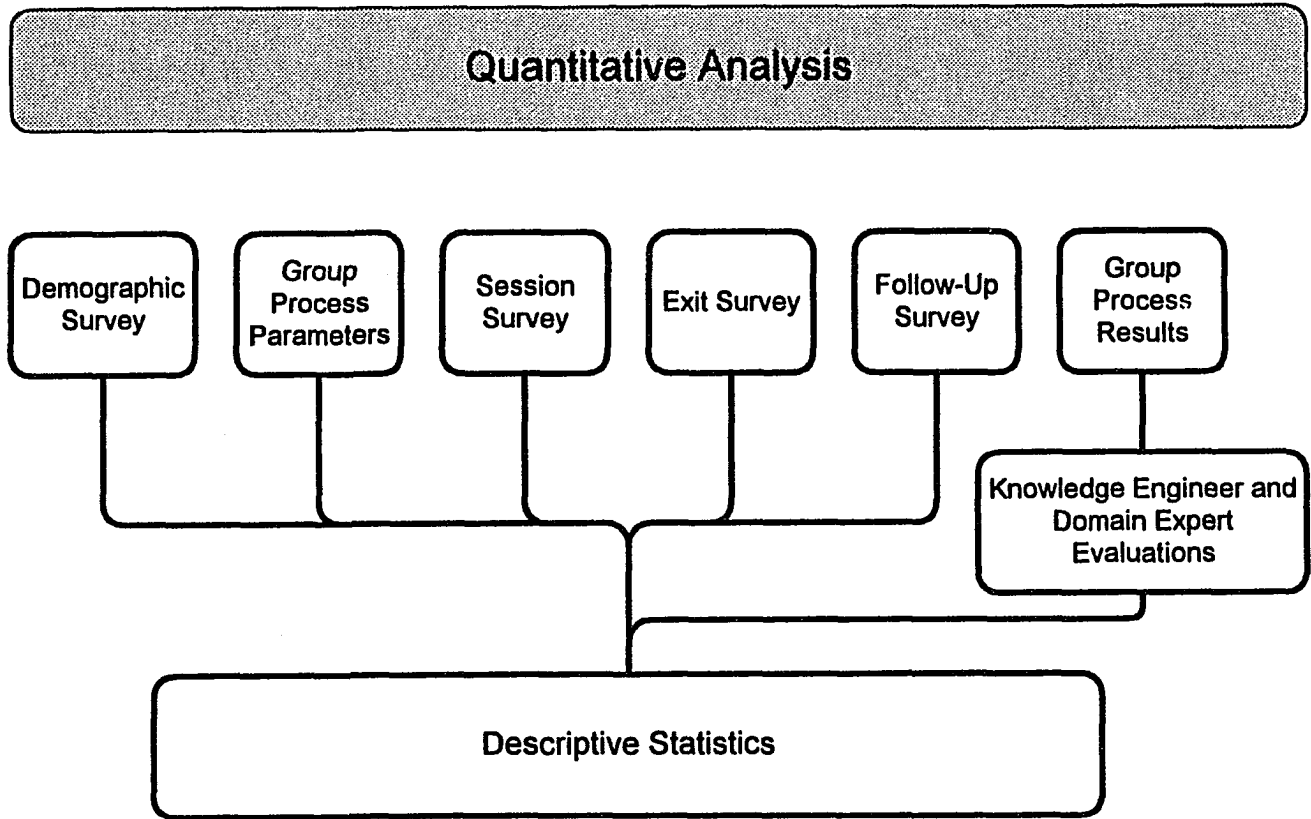 Quantitative Analysis
Demographic
Survey
Group
Process
Parameters
Session
Survey
Exit Survey
Follow-Up
Survey
Group
Process
Results
Knowledge Engineer and
Domain Expert
Evaluations
Descriptive Statistics